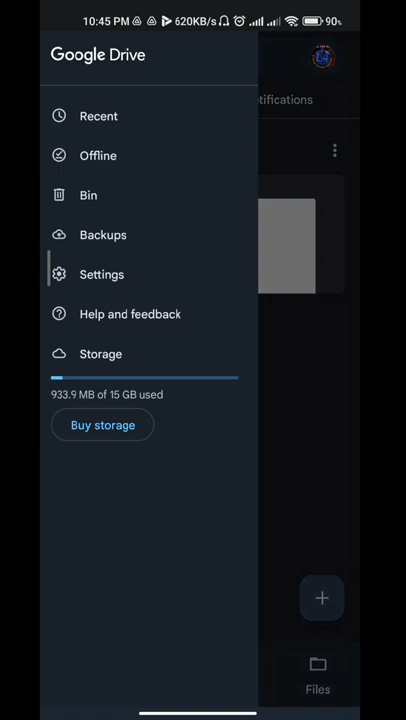 10:45 PM 620KB/s 90%
Google Drive
Recent
tifications
Offline
Bin
Backups
Settings
Help and feedback
Storage
933.9 MB of 15 GB used
Buy storage
Files